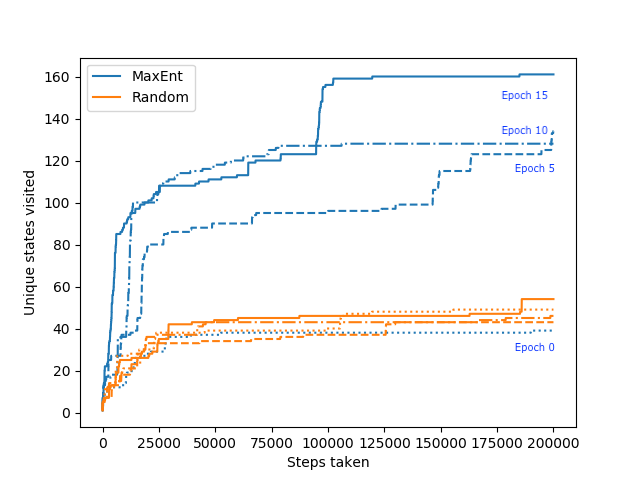 MaxEnt
Random
160
140
120
100
80
60
40
20
0
Unique states visited
Epoch 15
Epoch 10
Epoch 5
Epoch 0
0 25000 50000 75000 100000 125000 150000 175000 200000
Steps taken